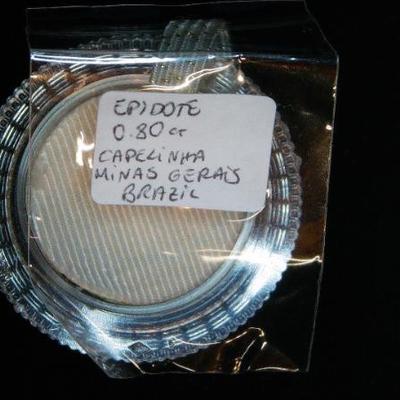 EPIDOTE
0.80 ct
CAPELINHA
MINAS GERAIS
BRAZIL